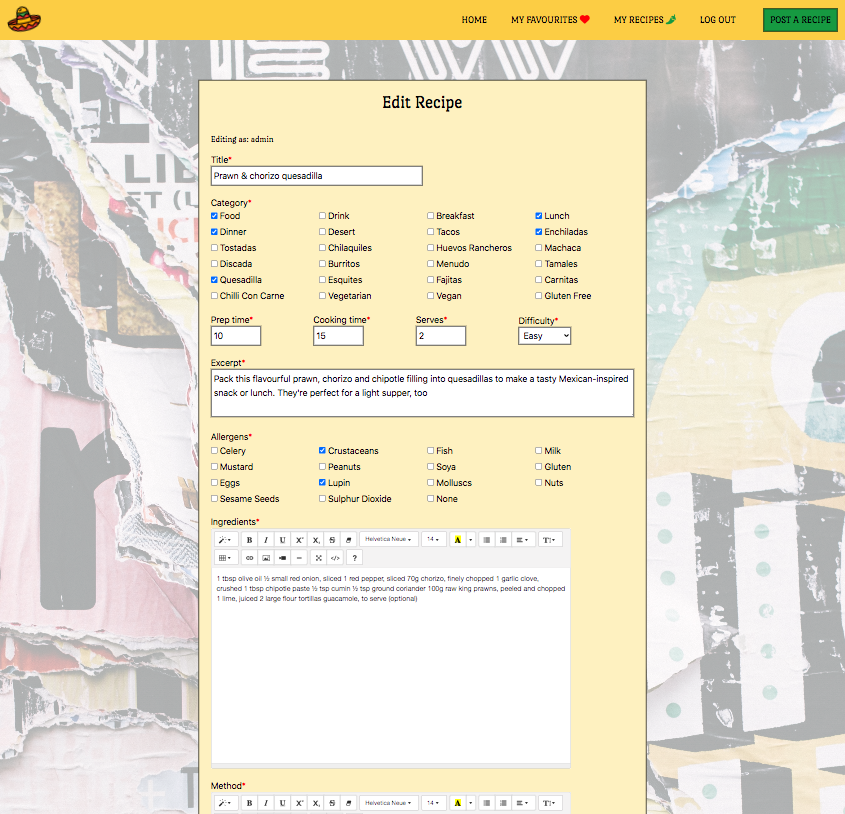 HOME MY FAVOURITES MY RECIPES LOG OUT POST A RECIPE
Edit Recipe
Editing as: admin
Title*
Prawn & chorizo quesadilla
Category*
Food Drink Breakfast Lunch
Dinner Desert Tacos Enchiladas
Tostadas Chilaquiles Huevos Rancheros Machaca
Discada Burritos Menudo Tamales
Quesadilla Esquites Fajitas Carnitas
Chilli Con Carne Vegetarian Vegan Gluten Free
Prep time* Cooking time* Serves* Difficulty*
10 15 2 Easy
Excerpt*
Pack this flavourful prawn, chorizo and chipotle filling into quesadillas to make a tasty Mexican-inspired
snack or lunch. They're perfect for a light supper, too
Allergens*
Celery Crustaceans Fish Milk
Mustard Peanuts Soya Gluten
Eggs Lupin Molluscs Nuts
Sesame Seeds Sulphur Dioxide None
Ingredients*
B I U X² X₂ S Helvetica Neue 14 A T
</> ?
1 tbsp olive oil ½ small red onion, sliced 1 red pepper, sliced 70g chorizo, finely chopped 1 garlic clove,
crushed 1 tbsp chipotle paste ½ tsp cumin ½ tsp ground coriander 100g raw king prawns, peeled and chopped
1 lime, juiced 2 large flour tortillas guacamole, to serve (optional)
Method*
B I U X² X₂ S Helvetica Neue 14 A T